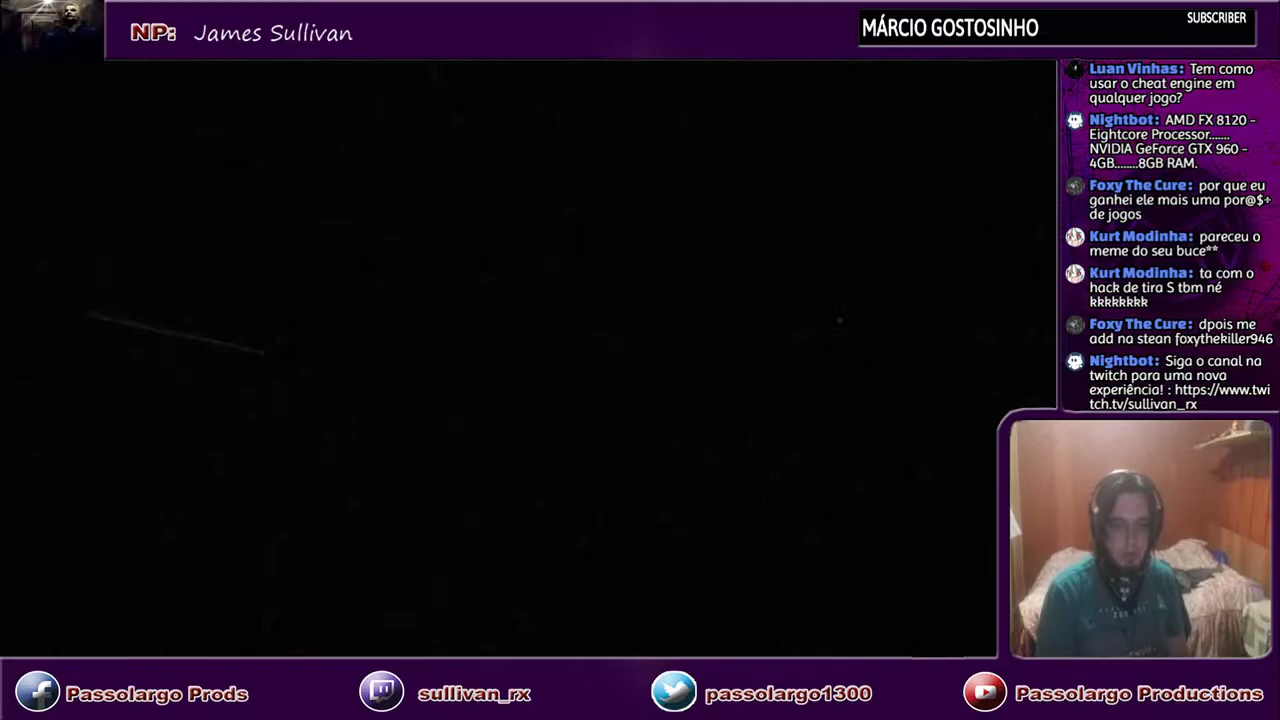 NP: James Sullivan
MÁRCIO GOSTOSINHO
SUBSCRIBER
Luan Vinhas: Tem como
usar o cheat engine em
qualquer jogo?
Nightbot: AMD FX 8120 -
Eightcore Processor.......
NVIDIA GeForce GTX 960 -
4GB........8GB RAM.
Foxy The Cure: por que eu
ganhei ele mais uma por@$+
de jogos
Kurt Modinha: pareceu o
meme do seu buce**
Kurt Modinha: ta com o
hack de tira S tbm né
kkkkkkkk
Foxy The Cure: dpois me
add na stean foxythekiller946
Nightbot: Siga o canal na
twitch para uma nova
experiência! : https://www.twi
tch.tv/sullivan_rx
Passolargo Prods
sullivan_rx
passolargo1300
Passolargo Productions